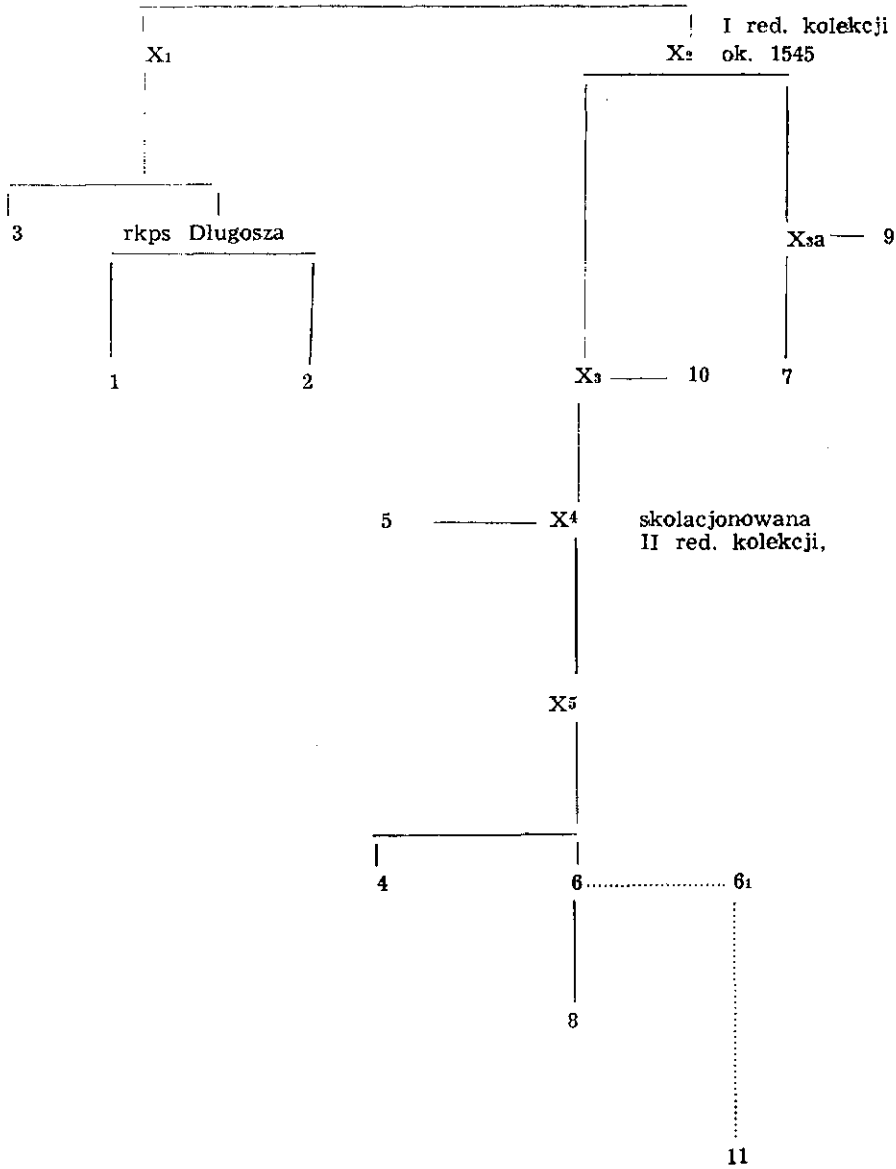 I red. kolekcji
X₁ X₂ ok. 1545
3 rkps Długosza X₃a 9
1 2 X₃ 10 7
5 X⁴ skolacjonowana
II red. kolekcji,
X⁵
4 6 6₁
8
11